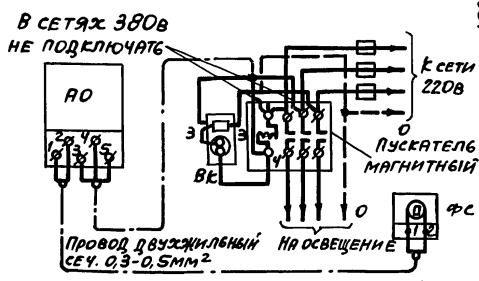 В СЕТЯХ 380В
НЕ ПОДКЛЮЧАТЬ
К СЕТИ
220В
О
АО
1 2 3 4 5
3
3
4
ВК
ПУСКАТЕЛЬ
МАГНИТНЫЙ
О
НА ОСВЕЩЕНИЕ
ФС
П
1 2
ПРОВОД ДВУХЖИЛЬНЫЙ
СЕЧ. 0,3-0,5мм²